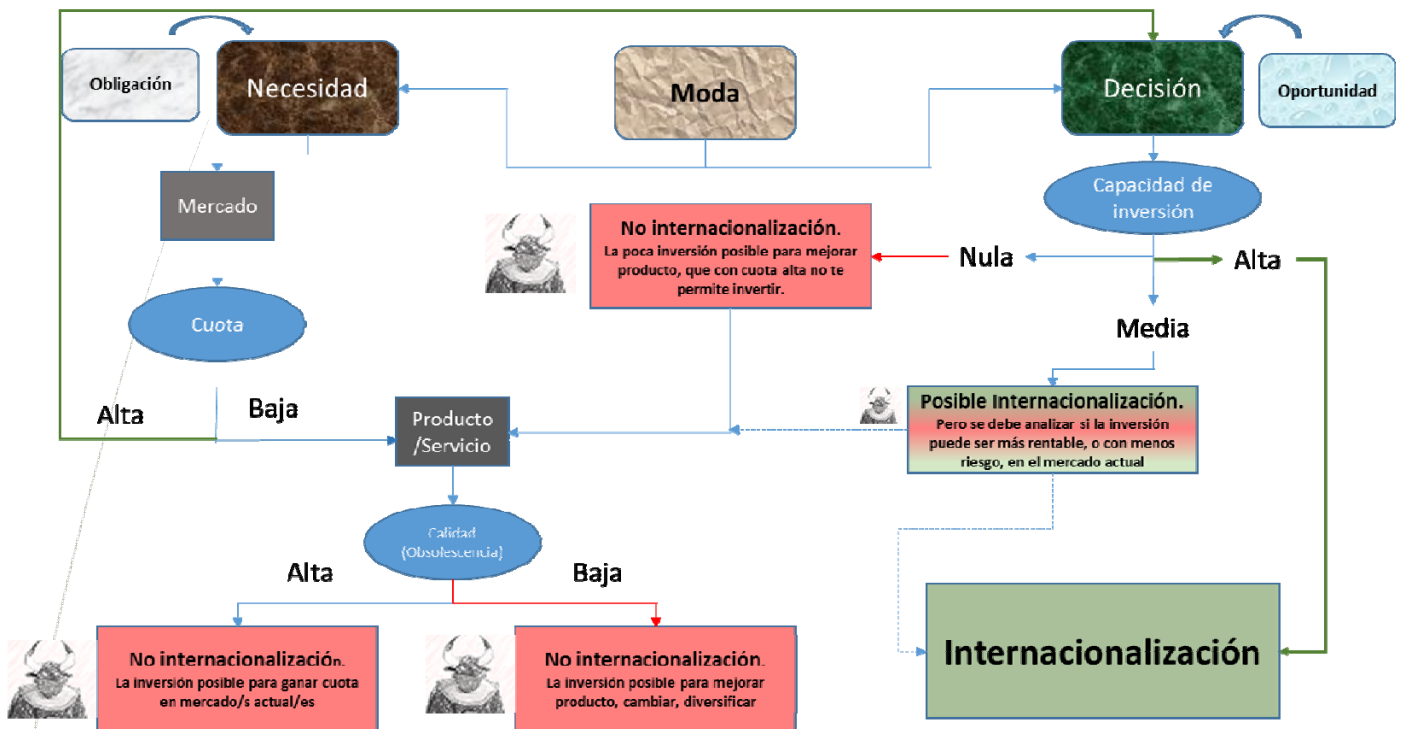 Obligación
Necesidad
Moda
Decisión
Oportunidad
Mercado
Capacidad de
inversión
No internacionalización.
La poca inversión posible para mejorar
producto, que con cuota alta no te
permite invertir.
Nula
Alta
Cuota
Media
Alta
Baja
Producto
/Servicio
Posible Internacionalización.
Pero se debe analizar si la inversión
puede ser más rentable, o con menos
riesgo, en el mercado actual
Calidad
(Obsolescencia)
Alta
Baja
No internacionalización.
La inversión posible para ganar cuota
en mercado/s actual/es
No internacionalización.
La inversión posible para mejorar
producto, cambiar, diversificar
Internacionalización